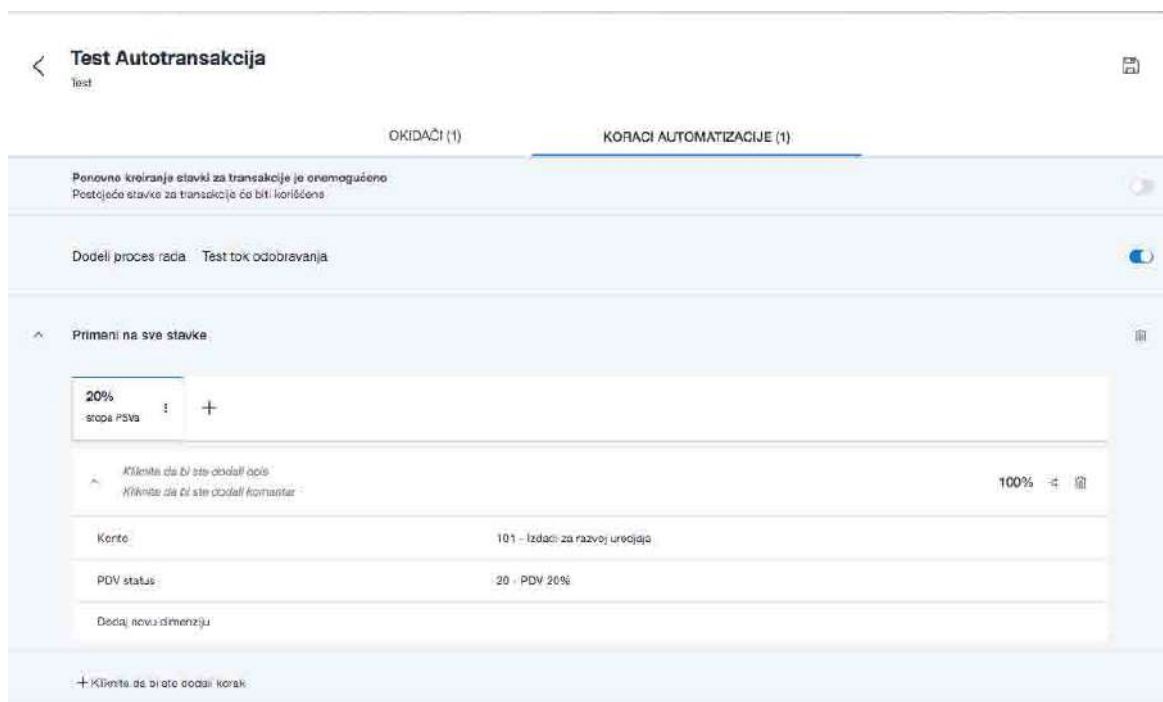 Test Autotransakcija
Test
OKIDAČI (1)
KORACI AUTOMATIZACIJE (1)
Ponovno kreiranje stavki za transakcije je onemogućeno
Postojeće stavke za transakcije će biti korišćene
Dodeli proces rada Test tok odobravanja
Primeni na sve stavke
20%
stopa PSVa
Kliknite da bi ste dodali opis
Kliknite da bi ste dodali komentar
100%
Konto 101 - Izdaci za razvoj uredjaja
PDV status 20 - PDV 20%
Dodaj novu dimenziju
+ Kliknite da bi ste dodali korak